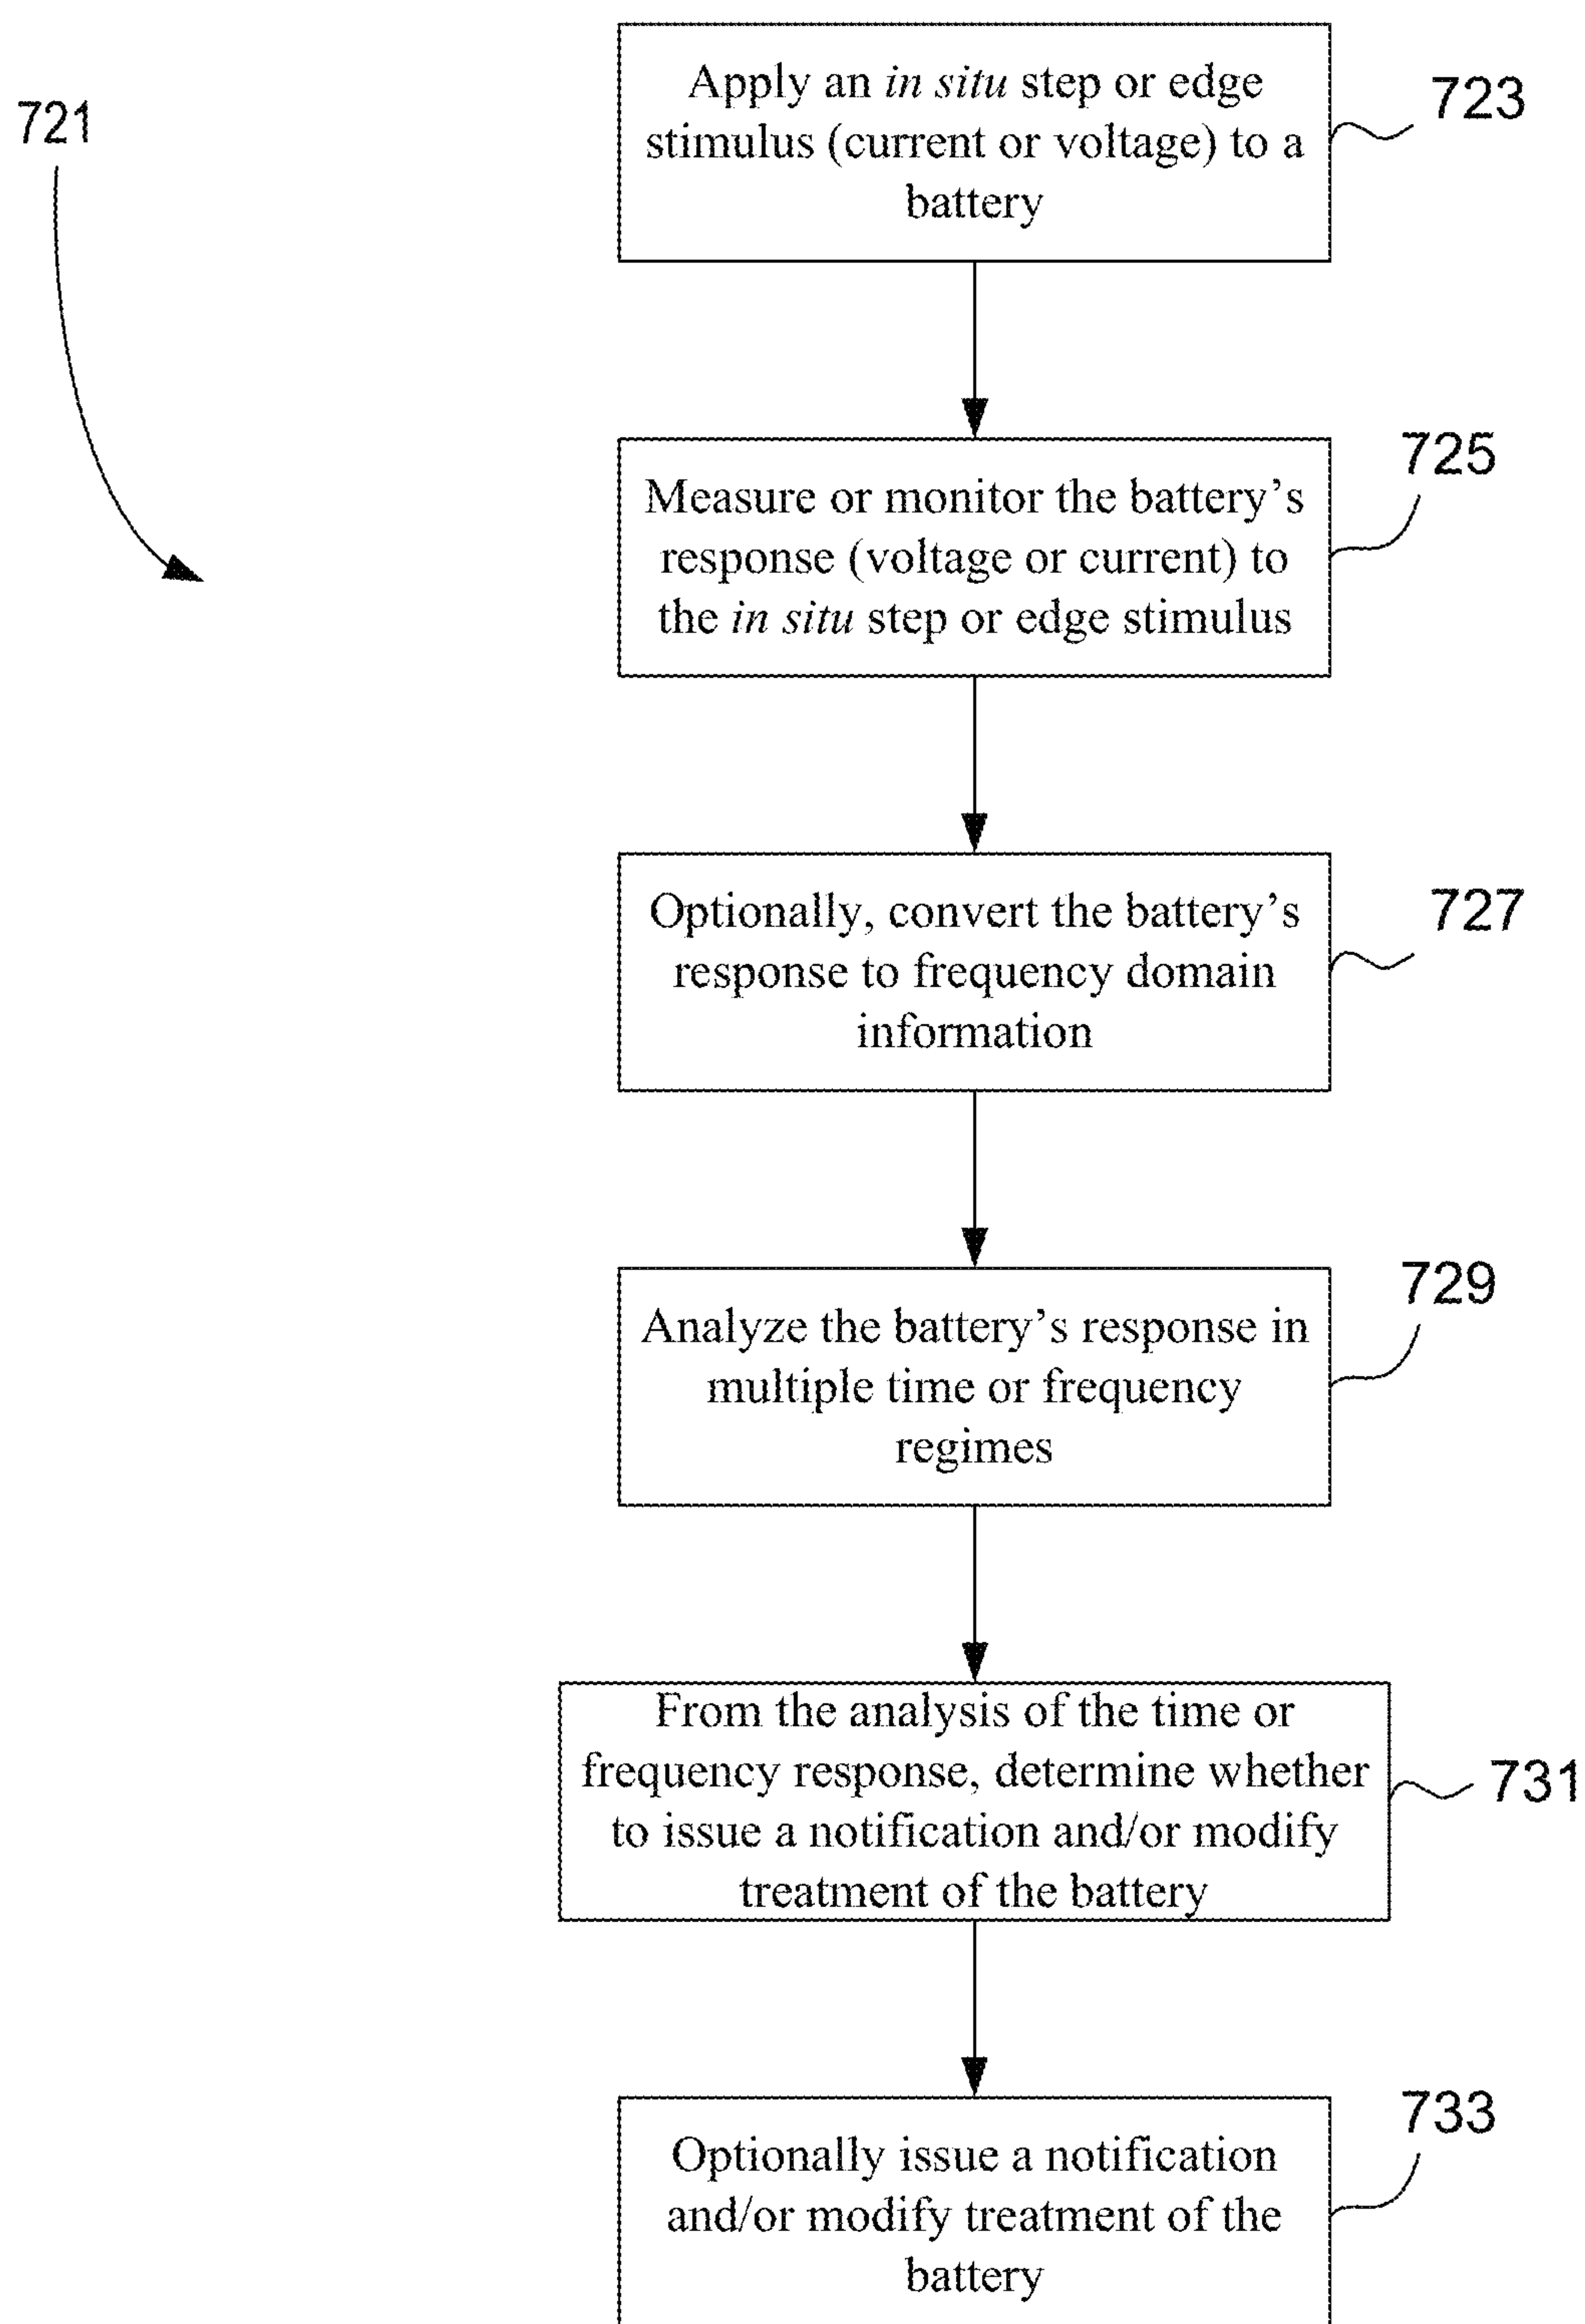 721
Apply an in situ step or edge
stimulus (current or voltage) to a
battery
723
Measure or monitor the battery’s
response (voltage or current) to
the in situ step or edge stimulus
725
Optionally, convert the battery’s
response to frequency domain
information
727
Analyze the battery’s response in
multiple time or frequency
regimes
729
From the analysis of the time or
frequency response, determine whether
to issue a notification and/or modify
treatment of the battery
731
Optionally issue a notification
and/or modify treatment of the
battery
733